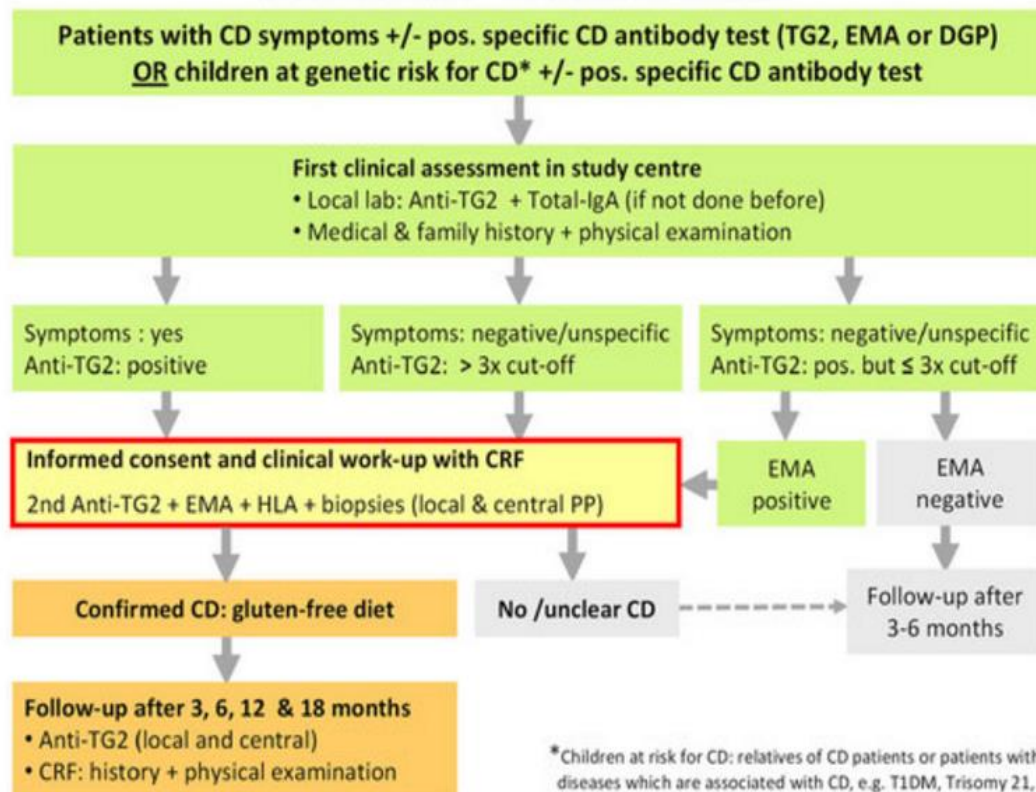 Patients with CD symptoms +/- pos. specific CD antibody test (TG2, EMA or DGP)
OR children at genetic risk for CD* +/- pos. specific CD antibody test
First clinical assessment in study centre
• Local lab: Anti-TG2 + Total-IgA (if not done before)
• Medical & family history + physical examination
Symptoms : yes
Anti-TG2: positive
Symptoms: negative/unspecific
Anti-TG2: > 3x cut-off
Symptoms: negative/unspecific
Anti-TG2: pos. but ≤ 3x cut-off
Informed consent and clinical work-up with CRF
2nd Anti-TG2 + EMA + HLA + biopsies (local & central PP)
EMA
positive
EMA
negative
Confirmed CD: gluten-free diet
No /unclear CD
Follow-up after
3-6 months
Follow-up after 3, 6, 12 & 18 months
• Anti-TG2 (local and central)
• CRF: history + physical examination
*Children at risk for CD: relatives of CD patients or patients with
diseases which are associated with CD, e.g. T1DM, Trisomy 21,